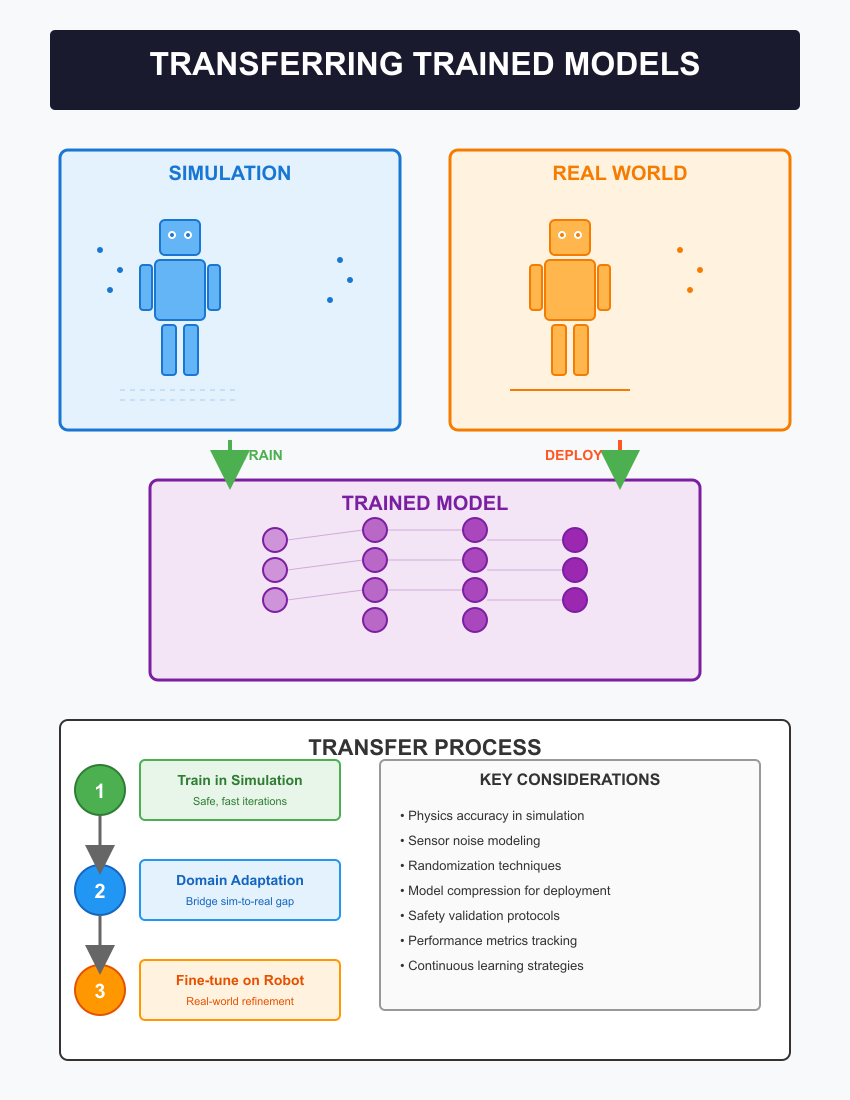 TRANSFERRING TRAINED MODELS
SIMULATION
REAL WORLD
RAIN
DEPLOY
TRAINED MODEL
TRANSFER PROCESS
1
Train in Simulation
Safe, fast iterations
2
Domain Adaptation
Bridge sim-to-real gap
3
Fine-tune on Robot
Real-world refinement
KEY CONSIDERATIONS
• Physics accuracy in simulation
• Sensor noise modeling
• Randomization techniques
• Model compression for deployment
• Safety validation protocols
• Performance metrics tracking
• Continuous learning strategies